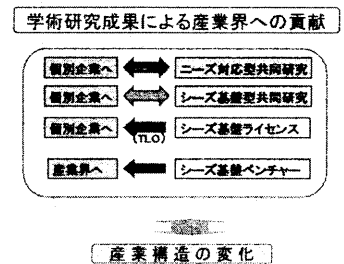 学術研究成果による産業界への貢献
個別企業へ ニーズ対応型共同研究
個別企業へ シーズ基盤型共同研究
個別企業へ (TLO) シーズ基盤ライセンス
産業界へ シーズ基盤ベンチャー
産業構造の変化